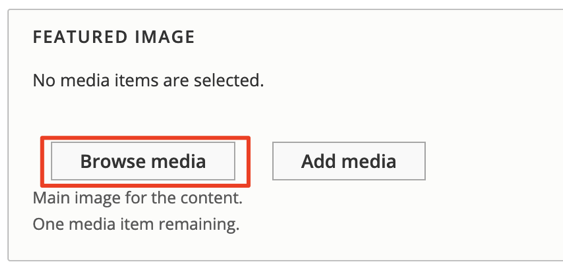 FEATURED IMAGE
No media items are selected.
Browse media
Add media
Main image for the content.
One media item remaining.